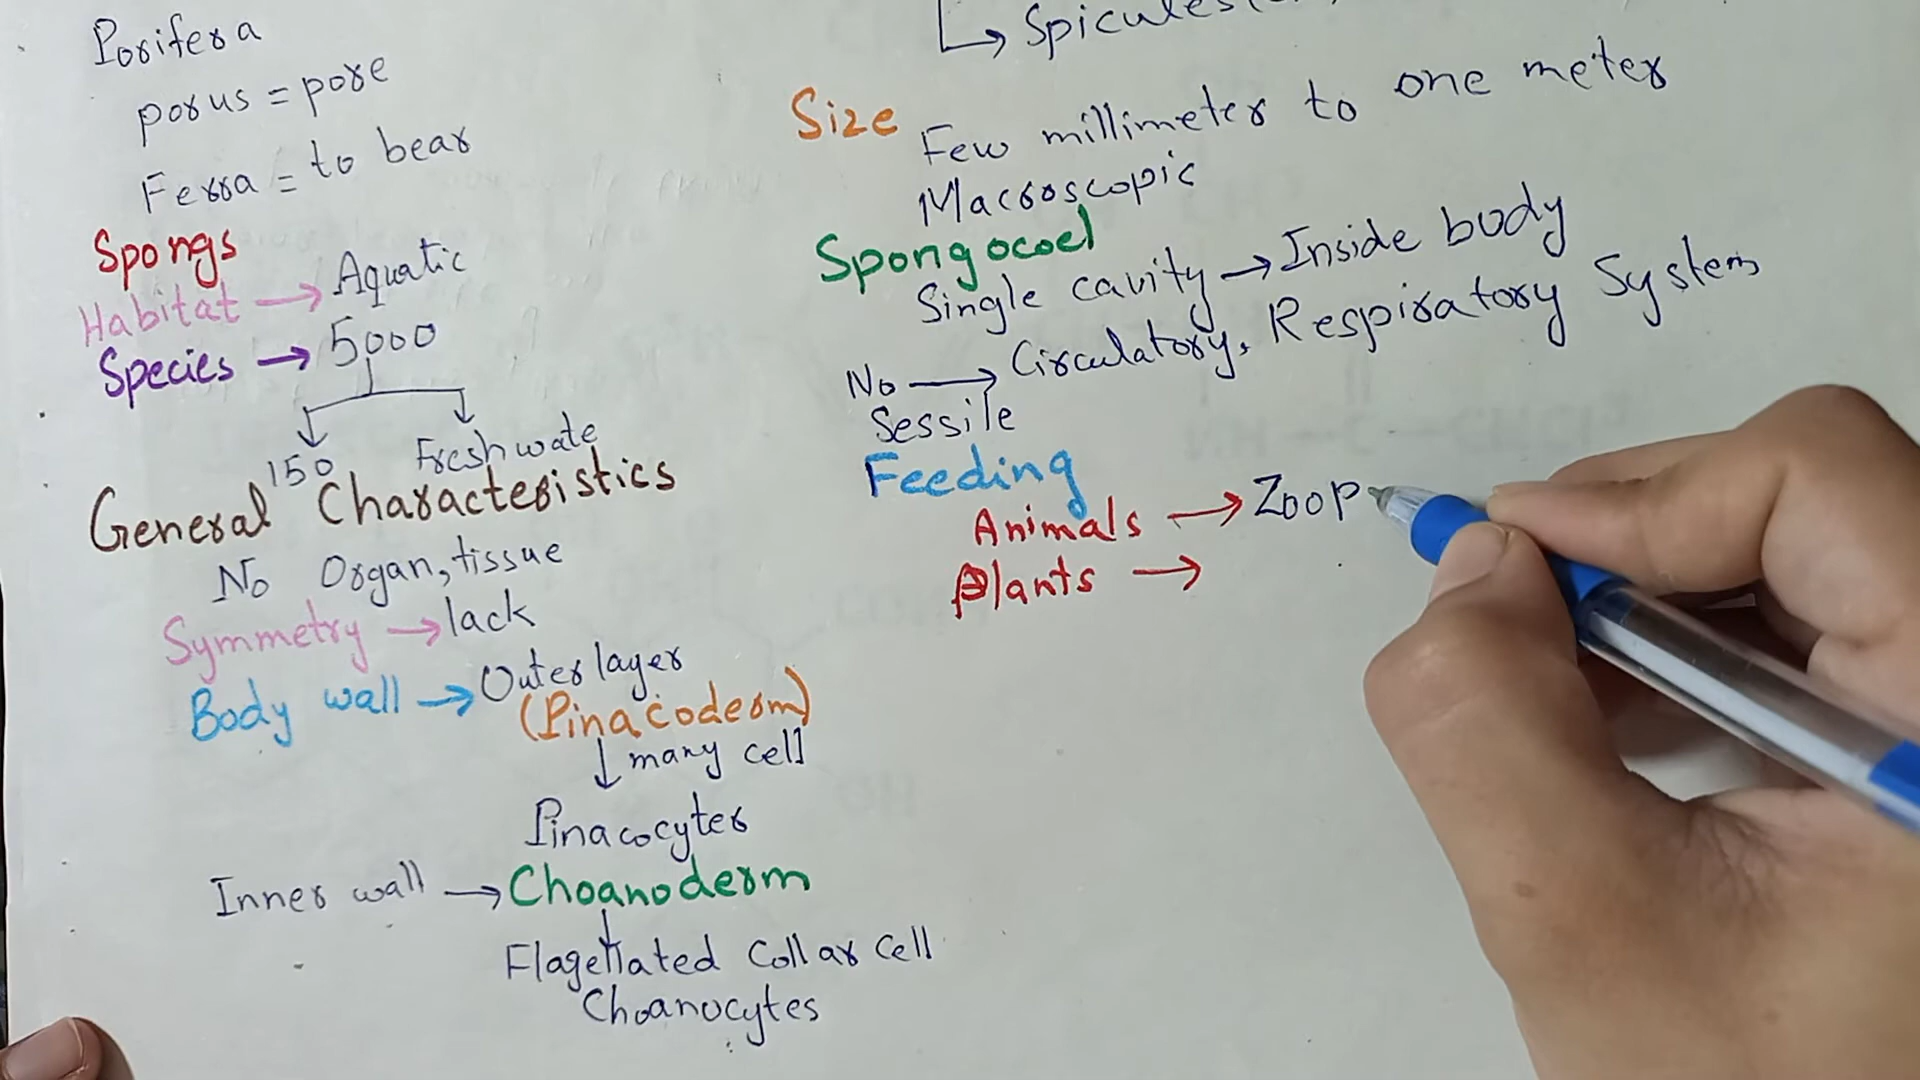 Porifera
porus = pore
Ferra = to bear
Spongs
Habitat → Aquatic
Species → 5000
150 Freshwate
General Characteristics
No Organ, tissue
Symmetry → lack
Body wall → Outer layer
(Pinacoderm)
↓ many cell
Pinacocyter
Inner wall → Choanoderm
Flagellated Collar cell
Choanocytes
→ Spicules
Size
Few millimeter to one meter
Macroscopic
Spongocoel
Single cavity → Inside body
No → Circulatory, Respiratory System
Sessile
Feeding
Animals → Zoop
Plants →